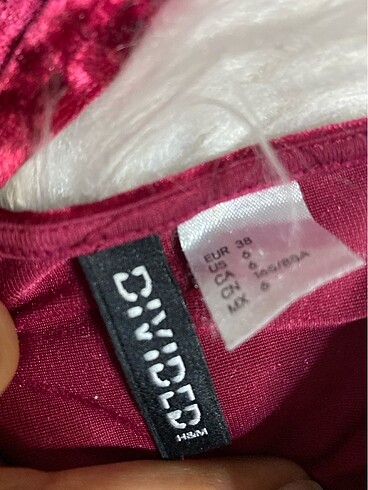 EUR 38
US 6
CA 6
CN 165/88A
MX 6
DIVIDED
H&M